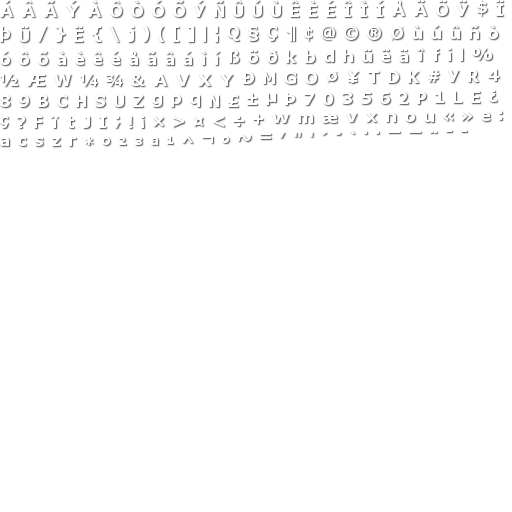 Á Â Ã Ý À Ô Ò Ó Õ Ý Ñ Û Ú Ù Ê È É Î Ì Í Å Ä Ö ÿ $ Ï
Þ Ü / } Ë { \ j ) ( [ ] | ¦ Q § Ç ¶ ¢ @ © ® Ø ù ú û ñ ò
ó ô õ à è ê é å ã â á ì í ß ö ð k b d h ü ë ä î f i l %
½ Æ W ¼ ¾ & A V X Y Ð M G O º ¥ T D K # y R 4
8 9 B C H S U Z g p q N £ ± µ þ 7 0 3 5 6 2 P 1 L E ¿
ç ? F ï t J I ; ! ¡ × > ¤ < ÷ + w m æ v x n o u « » e :
a c s z r * o ² ³ ª ¹ ^ ¬